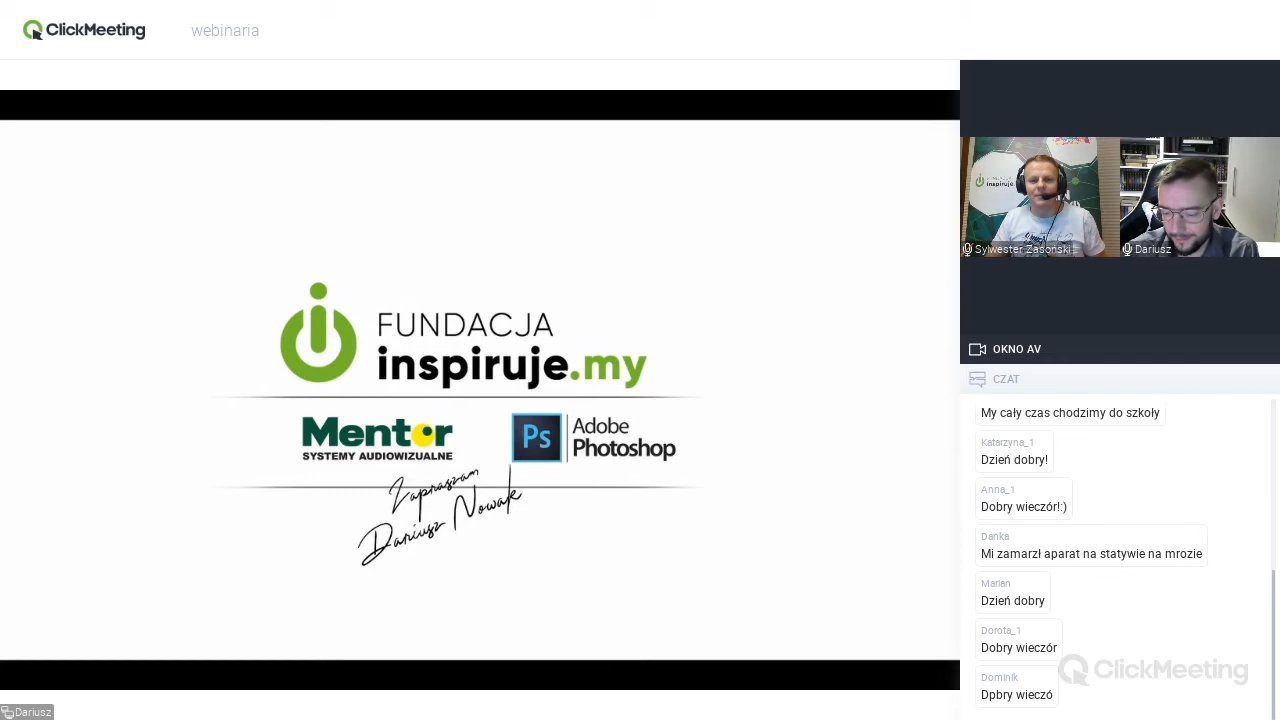 ClickMeeting
webinaria
FUNDACJA
inspiruje
Sylwester Zasoński
Dariusz
FUNDACJA
inspiruje.my
Mentor
SYSTEMY AUDIOWIZUALNE
Ps
Adobe
Photoshop
Zapraszam
Dariusz Nowak
OKNO AV
CZAT
My cały czas chodzimy do szkoły
Katarzyna_1
Dzień dobry!
Anna_1
Dobry wieczór!:)
Danka
Mi zamarzł aparat na statywie na mrozie
Marian
Dzień dobry
Dorota_1
Dobry wieczór
Dominik
Dpbry wieczó
ClickMeeting
Dariusz